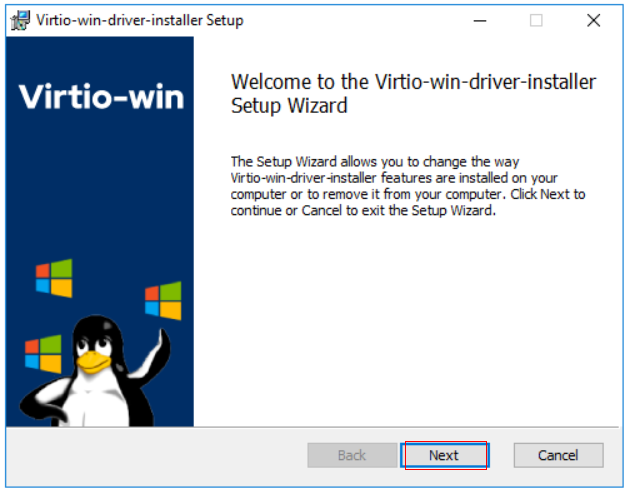 Virtio-win-driver-installer Setup
Virtio-win
Welcome to the Virtio-win-driver-installer
Setup Wizard
The Setup Wizard allows you to change the way
Virtio-win-driver-installer features are installed on your
computer or to remove it from your computer. Click Next to
continue or Cancel to exit the Setup Wizard.
Back
Next
Cancel